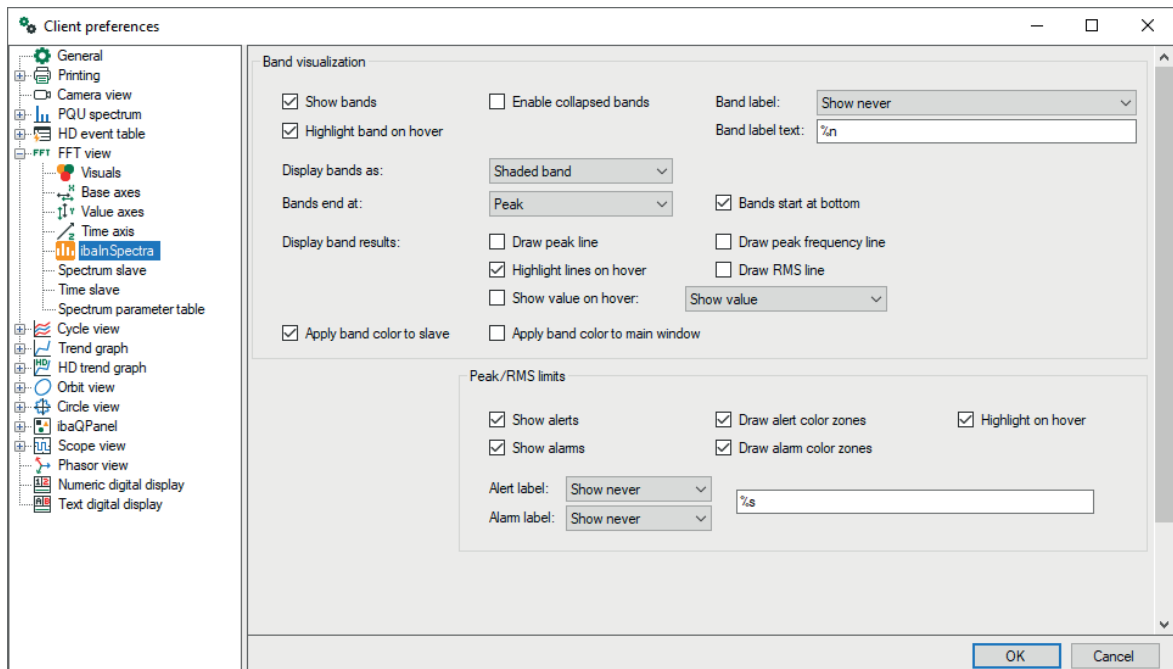 Client preferences
General
Printing
Camera view
PQU spectrum
HD event table
FFT FFT view
Visuals
X Base axes
Y Value axes
Z Time axis
ibaInSpectra
Spectrum slave
Time slave
Spectrum parameter table
Cycle view
Trend graph
HD HD trend graph
Orbit view
Circle view
ibaQPanel
Scope view
Phasor view
12 Numeric digital display
AB Text digital display
Band visualization
Show bands Enable collapsed bands Band label: Show never
Highlight band on hover Band label text: %n
Display bands as: Shaded band
Bands end at: Peak Bands start at bottom
Display band results: Draw peak line Draw peak frequency line
Highlight lines on hover Draw RMS line
Show value on hover: Show value
Apply band color to slave Apply band color to main window
Peak/RMS limits
Show alerts Draw alert color zones Highlight on hover
Show alarms Draw alarm color zones
Alert label: Show never %s
Alarm label: Show never
OK Cancel